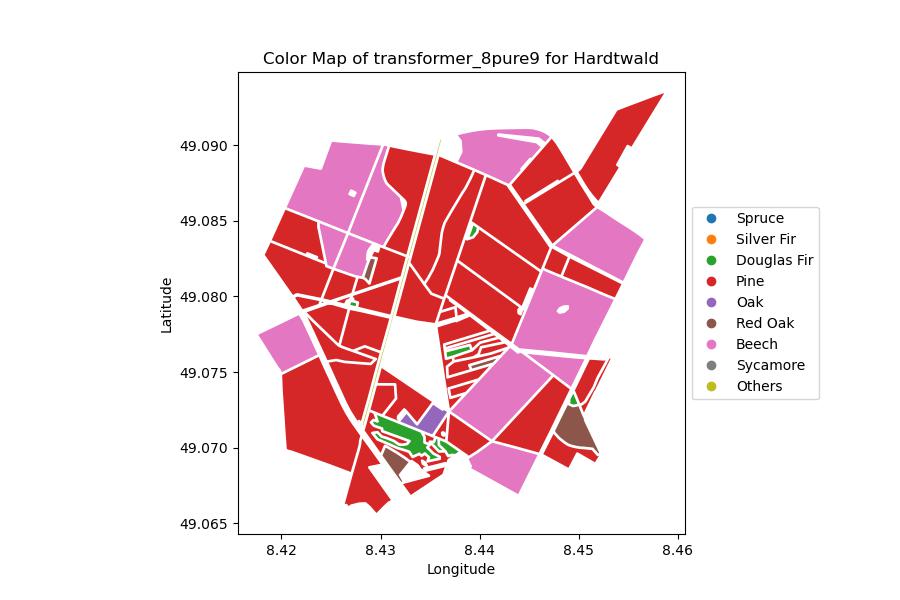 Color Map of transformer_8pure9 for Hardtwald
49.090
49.085
49.080
49.075
49.070
49.065
Latitude
8.42 8.43 8.44 8.45 8.46
Longitude
Spruce
Silver Fir
Douglas Fir
Pine
Oak
Red Oak
Beech
Sycamore
Others